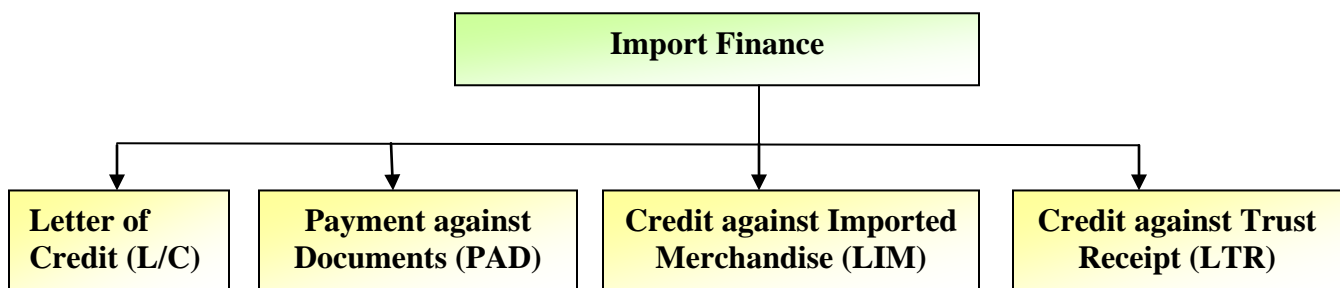 Import Finance
Letter of
Credit (L/C)
Payment against
Documents (PAD)
Credit against Imported
Merchandise (LIM)
Credit against Trust
Receipt (LTR)